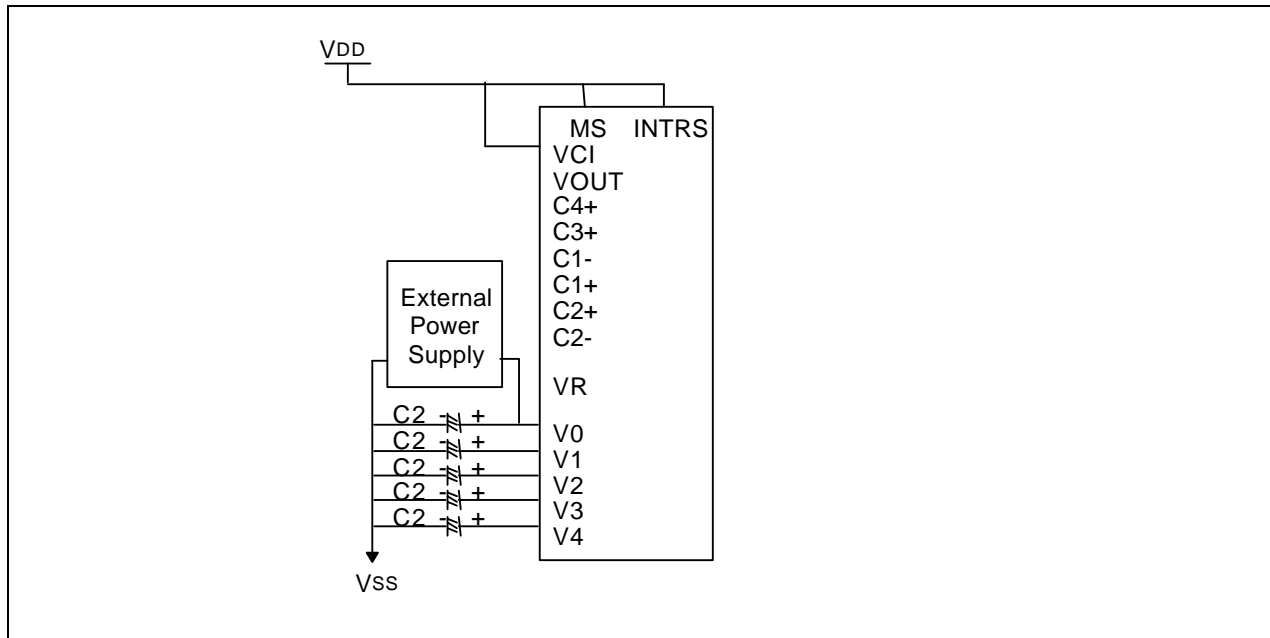 VDD
MS INTRS
VCI
VOUT
C4+
C3+
C1-
C1+
C2+
C2-
VR
V0
V1
V2
V3
V4
External
Power
Supply
C2 - +
C2 - +
C2 - +
C2 - +
C2 - +
VSS